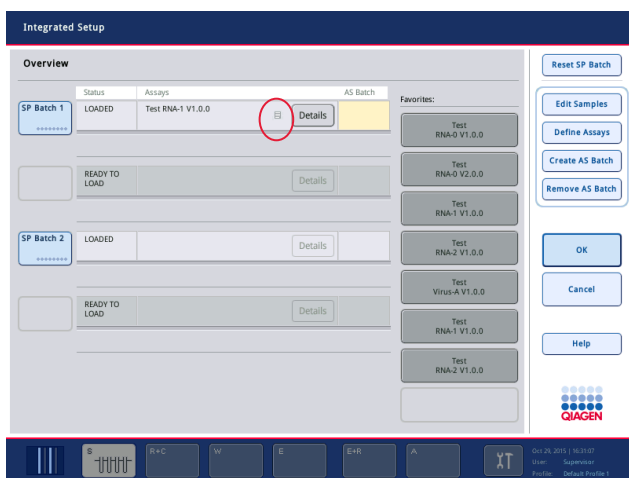 Integrated Setup
Overview
Status Assays AS Batch
SP Batch 1
LOADED Test RNA-1 V1.0.0 Details
READY TO
LOAD
Details
SP Batch 2
LOADED
Details
READY TO
LOAD
Details
Favorites:
Test
RNA-0 V1.0.0
Test
RNA-0 V2.0.0
Test
RNA-1 V1.0.0
Test
RNA-2 V1.0.0
Test
Virus-A V1.0.0
Test
RNA-1 V1.0.0
Test
RNA-2 V1.0.0
Reset SP Batch
Edit Samples
Define Assays
Create AS Batch
Remove AS Batch
OK
Cancel
Help
QIAGEN
S R+C W E E+R A
Oct 29, 2015 | 16:31:07
User: Supervisor
Profile: Default Profile 1